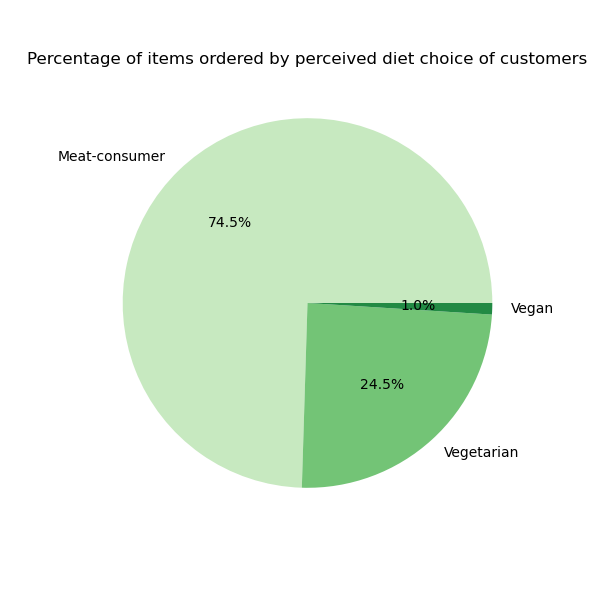 Percentage of items ordered by perceived diet choice of customers
Meat-consumer
74.5%
1.0%
Vegan
24.5%
Vegetarian